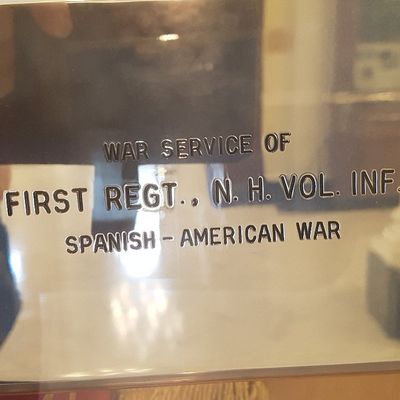 WAR SERVICE OF
FIRST REGT., N. H. VOL. INF.
SPANISH-AMERICAN WAR